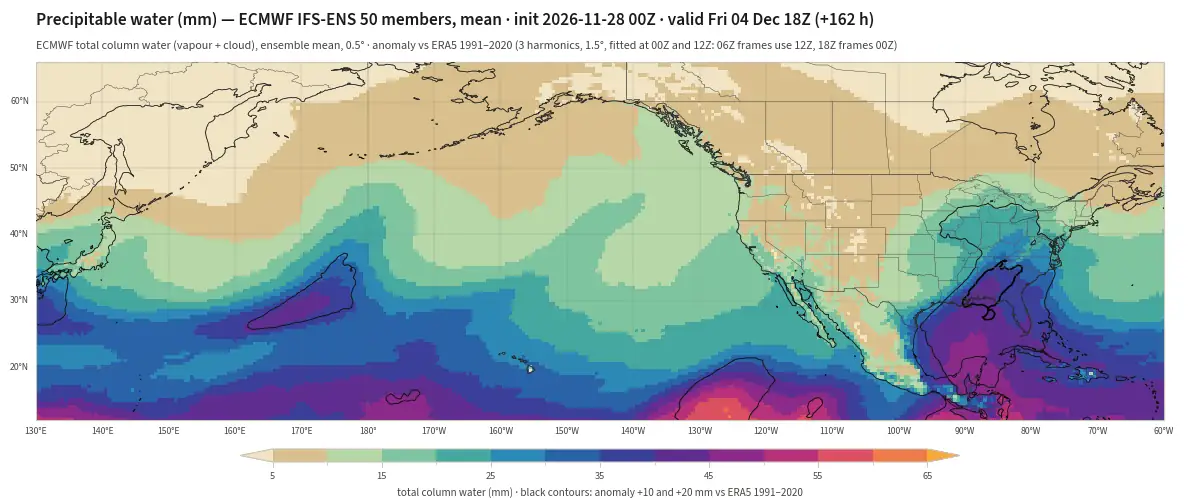 Precipitable water (mm) — ECMWF IFS-ENS 50 members, mean · init 2026-11-28 00Z · valid Fri 04 Dec 18Z (+162 h)
ECMWF total column water (vapour + cloud), ensemble mean, 0.5° · anomaly vs ERA5 1991–2020 (3 harmonics, 1.5°, fitted at 00Z and 12Z: 06Z frames use 12Z, 18Z frames 00Z)
60°N
50°N
40°N
30°N
20°N
130°E 140°E 150°E 160°E 170°E 180° 170°W 160°W 150°W 140°W 130°W 120°W 110°W 100°W 90°W 80°W 70°W 60°W
5 15 25 35 45 55 65
total column water (mm) · black contours: anomaly +10 and +20 mm vs ERA5 1991–2020